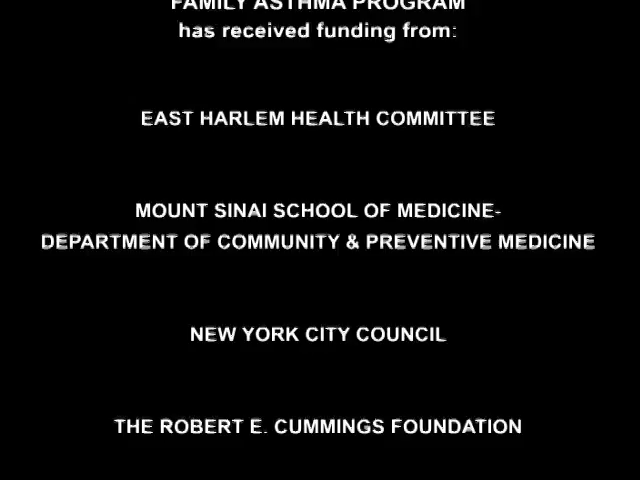 FAMILY ASTHMA PROGRAM
has received funding from:
EAST HARLEM HEALTH COMMITTEE
MOUNT SINAI SCHOOL OF MEDICINE-
DEPARTMENT OF COMMUNITY & PREVENTIVE MEDICINE
NEW YORK CITY COUNCIL
THE ROBERT E. CUMMINGS FOUNDATION